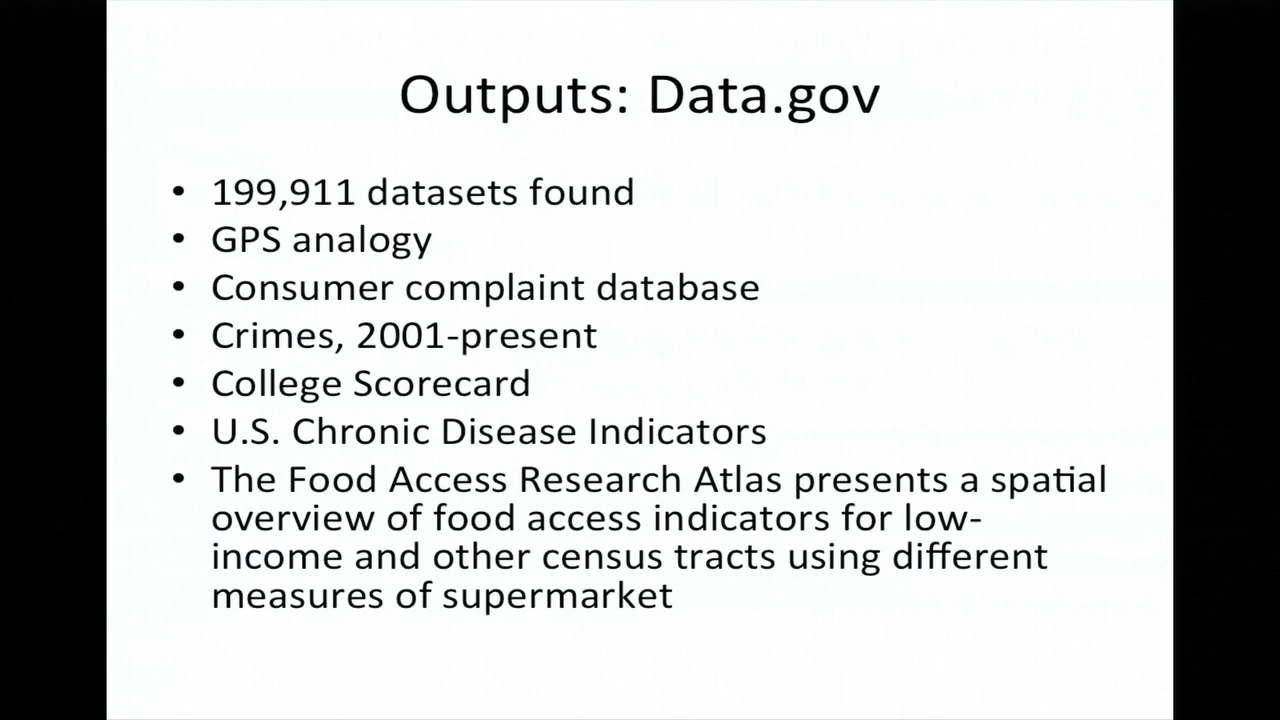 Outputs: Data.gov
• 199,911 datasets found
• GPS analogy
• Consumer complaint database
• Crimes, 2001-present
• College Scorecard
• U.S. Chronic Disease Indicators
• The Food Access Research Atlas presents a spatial
overview of food access indicators for low-
income and other census tracts using different
measures of supermarket